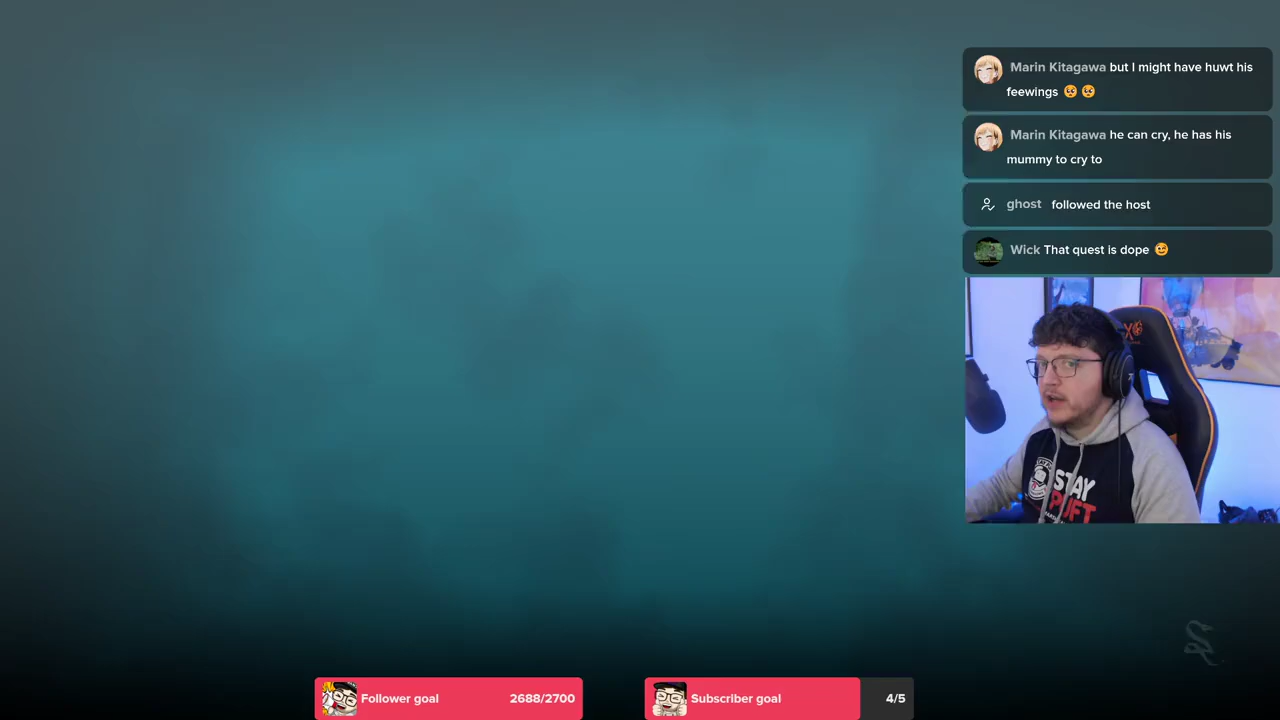 Marin Kitagawa but I might have huwt his
feewings 🥺 🥺
Marin Kitagawa he can cry, he has his
mummy to cry to
ghost followed the host
Wick That quest is dope 😉
STAY
PUFT
Follower goal 2688/2700
Subscriber goal 4/5